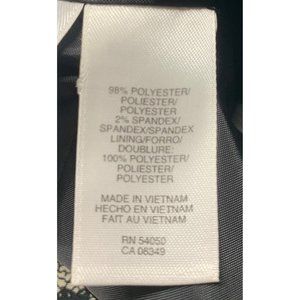 98% POLYESTER/
POLIESTER/
POLYESTER
2% SPANDEX/
SPANDEX/SPANDEX
LINING/FORRO/
DOUBLURE:
100% POLYESTER/
POLIESTER/
POLYESTER
MADE IN VIETNAM
HECHO EN VIETNAM
FAIT AU VIETNAM
RN 54050
CA 08349